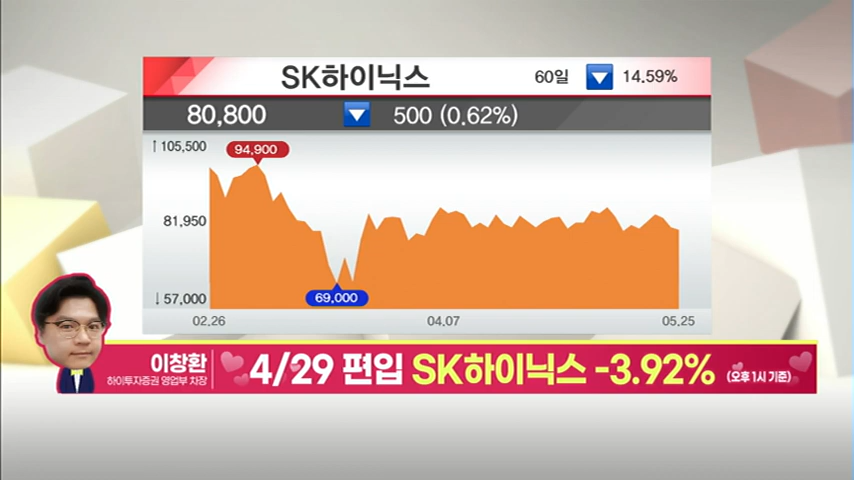 SK하이닉스
60일 ▼ 14.59%
80,800 ▼ 500 (0.62%)
↑105,500
94,900
81,950
↓57,000
69,000
02.26 04.07 05.25
이창환
하이투자증권 영업부 차장
4/29 편입 SK하이닉스 -3.92% (오후 1시 기준)